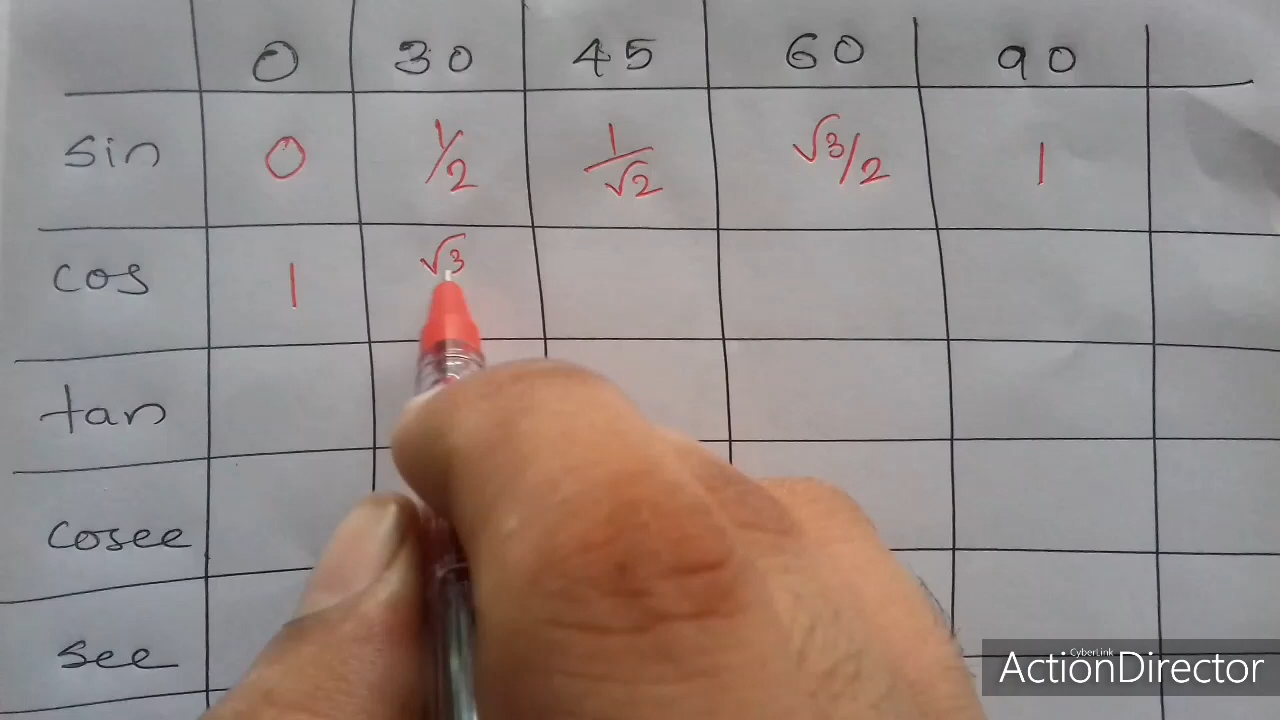 0 30 45 60 90
sin 0 1/2 1/√2 √3/2 1
cos 1 √3
tan
cosee
see
CyberLink
ActionDirector